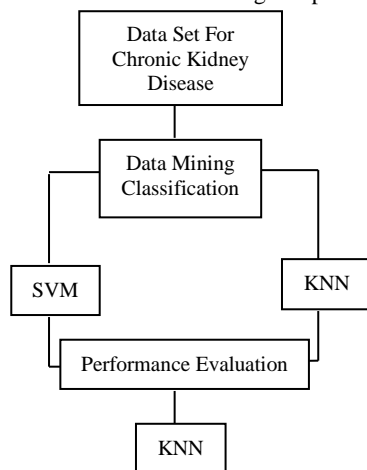 Data Set For
Chronic Kidney
Disease
Data Mining
Classification
SVM
KNN
Performance Evaluation
KNN